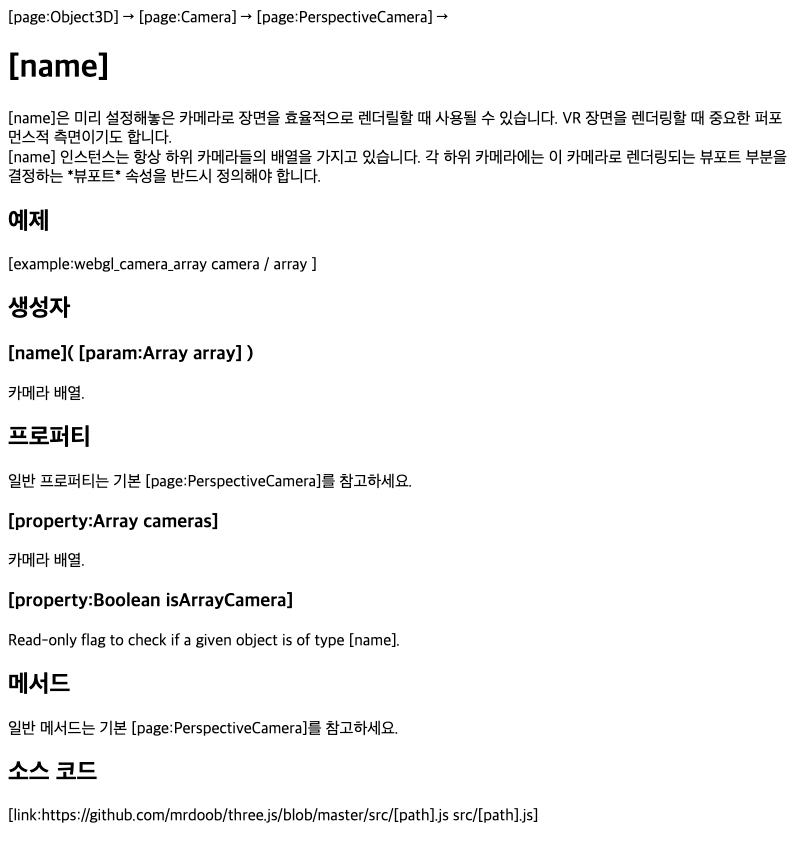 [page:Object3D] → [page:Camera] → [page:PerspectiveCamera] →
[name]
[name]은 미리 설정해놓은 카메라로 장면을 효율적으로 렌더릴할 때 사용될 수 있습니다. VR 장면을 렌더링할 때 중요한 퍼포
먼스적 측면이기도 합니다.
[name] 인스턴스는 항상 하위 카메라들의 배열을 가지고 있습니다. 각 하위 카메라에는 이 카메라로 렌더링되는 뷰포트 부분을
결정하는 *뷰포트* 속성을 반드시 정의해야 합니다.
예제
[example:webgl_camera_array camera / array ]
생성자
[name]( [param:Array array] )
카메라 배열.
프로퍼티
일반 프로퍼티는 기본 [page:PerspectiveCamera]를 참고하세요.
[property:Array cameras]
카메라 배열.
[property:Boolean isArrayCamera]
Read-only flag to check if a given object is of type [name].
메서드
일반 메서드는 기본 [page:PerspectiveCamera]를 참고하세요.
소스 코드
[link:https://github.com/mrdoob/three.js/blob/master/src/[path].js src/[path].js]